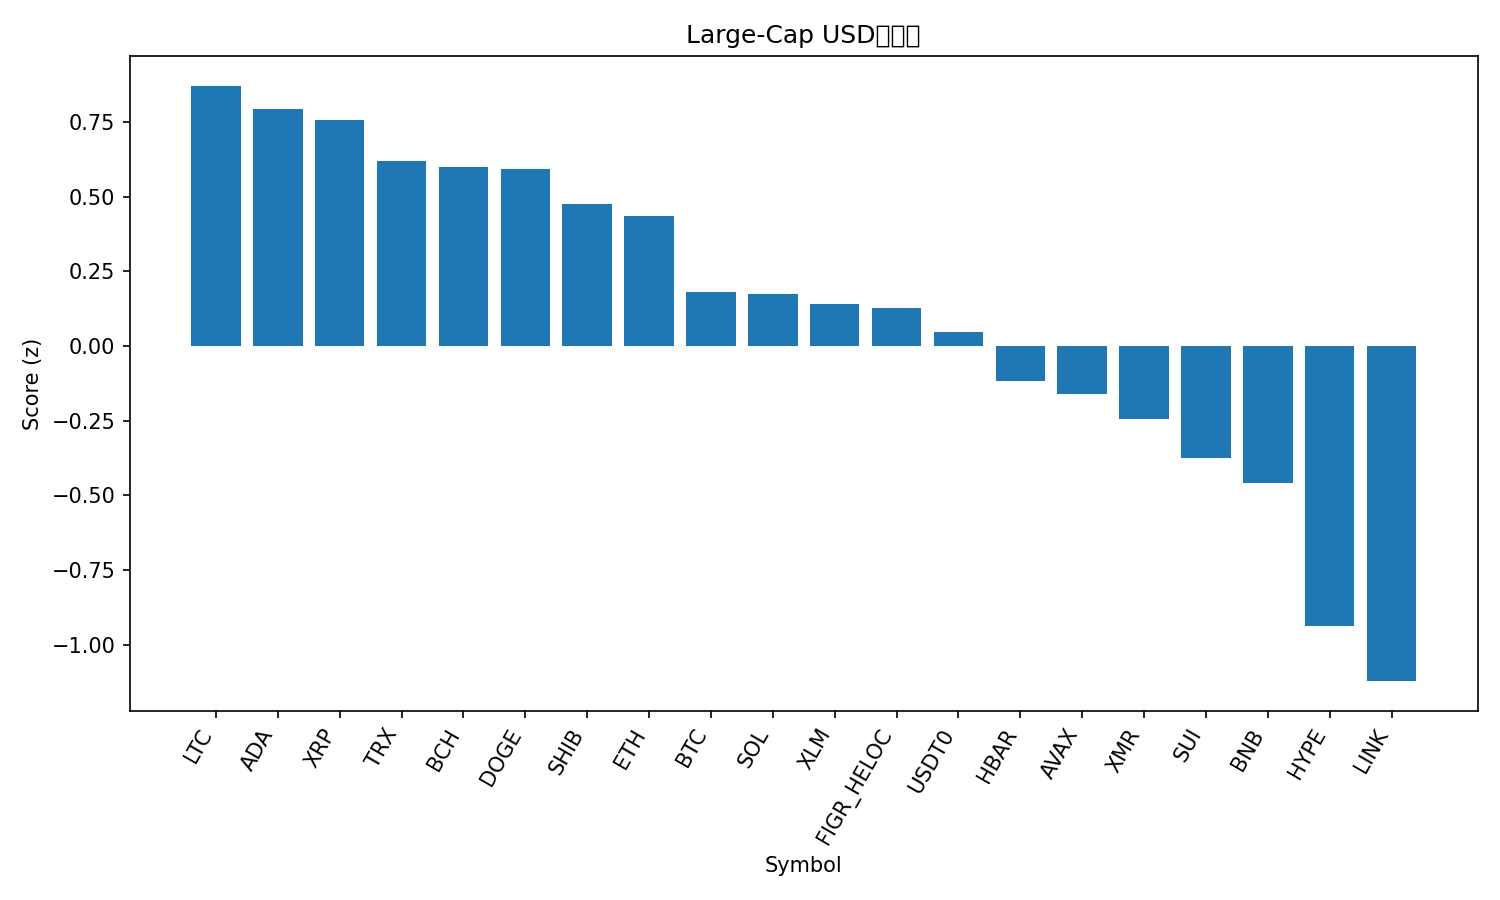 Large-Cap USD
0.75
0.50
0.25
0.00
−0.25
−0.50
−0.75
−1.00
Score (z)
LTC
ADA
XRP
TRX
BCH
DOGE
SHIB
ETH
BTC
SOL
XLM
FIGR_HELOC
USDT0
HBAR
AVAX
XMR
SUI
BNB
HYPE
LINK
Symbol